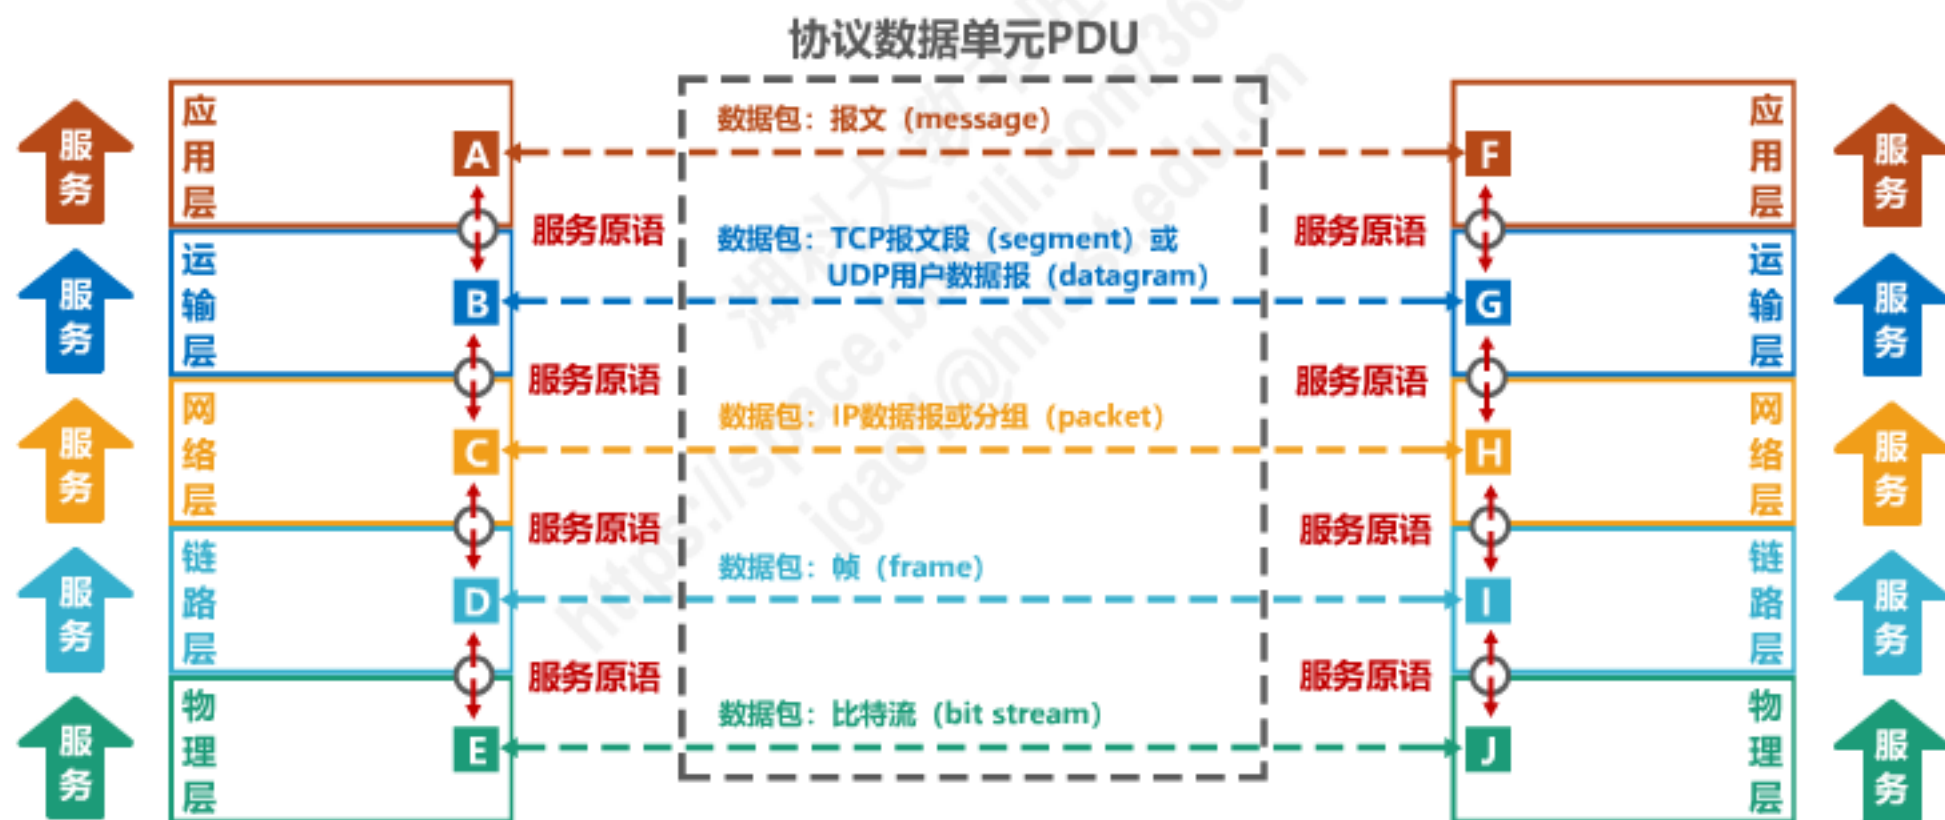 协议数据单元PDU
服务
应用层
A
数据包：报文（message）
F
应用层
服务
服务原语
服务原语
服务
运输层
B
数据包：TCP报文段（segment）或
UDP用户数据报（datagram）
G
运输层
服务
服务原语
服务原语
服务
网络层
C
数据包：IP数据报或分组（packet）
H
网络层
服务
服务原语
服务原语
服务
链路层
D
数据包：帧（frame）
I
链路层
服务
服务原语
服务原语
服务
物理层
E
数据包：比特流（bit stream）
J
物理层
服务